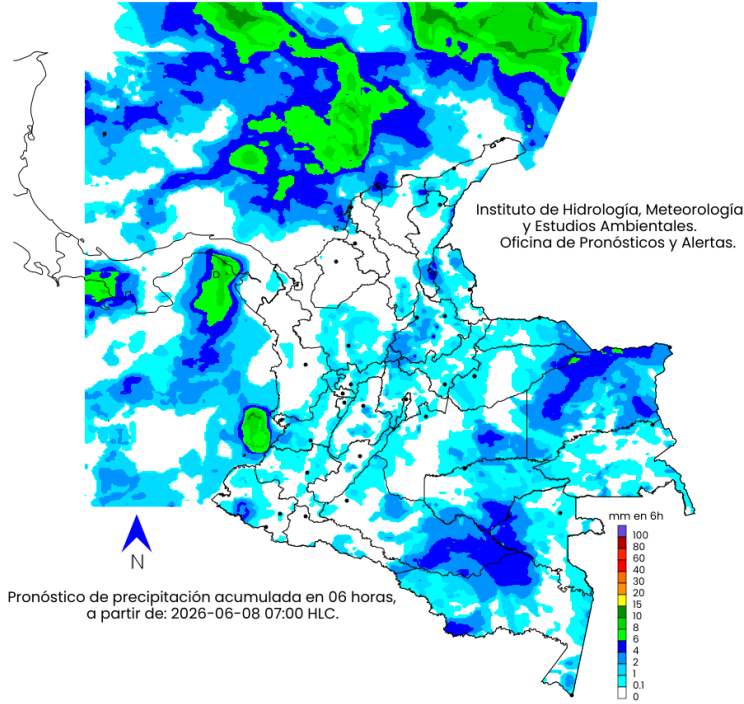 Instituto de Hidrología, Meteorología
y Estudios Ambientales.
Oficina de Pronósticos y Alertas.
mm en 6h
100
80
60
40
30
20
15
10
8
6
4
2
1
0.1
0
N
Pronóstico de precipitación acumulada en 06 horas,
a partir de: 2026-06-08 07:00 HLC.